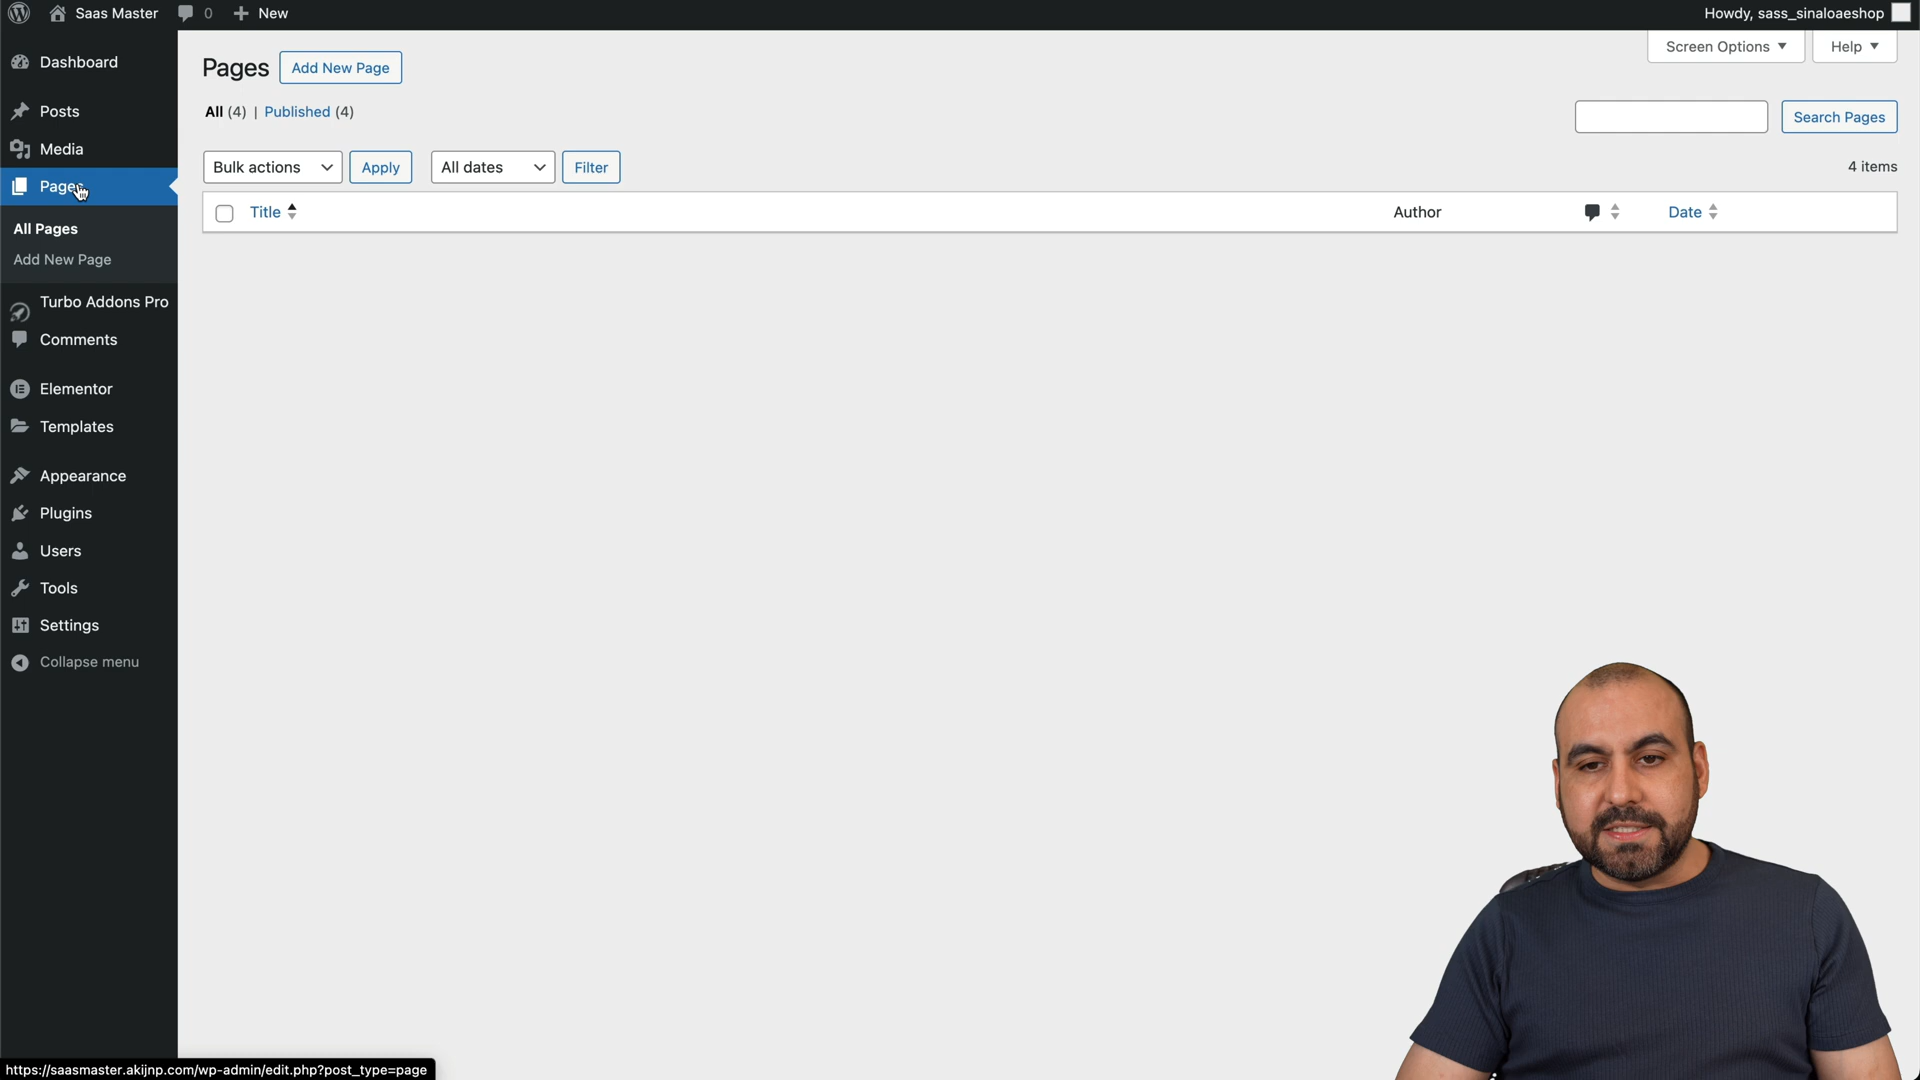 Saas Master 0 New Howdy, sass_sinaloaeshop
Screen Options Help
Dashboard
Posts
Media
Pages
All Pages
Add New Page
Turbo Addons Pro
Comments
Elementor
Templates
Appearance
Plugins
Users
Tools
Settings
Collapse menu
Pages Add New Page
All (4) | Published (4)
Search Pages
Bulk actions Apply All dates Filter 4 items
Title Author Date
https://saasmaster.akijnp.com/wp-admin/edit.php?post_type=page